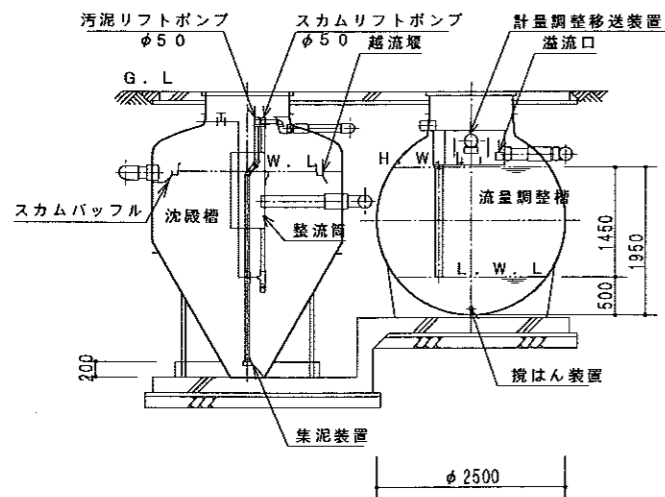 汚泥リフトポンプ
φ50
スカムリフトポンプ
φ50
越流堰
計量調整移送装置
溢流口
G.L
W.L
H.W.L
スカムバッフル
沈殿槽
整流筒
流量調整槽
L.W.L
1450
1950
500
200
撹はん装置
集泥装置
φ2500